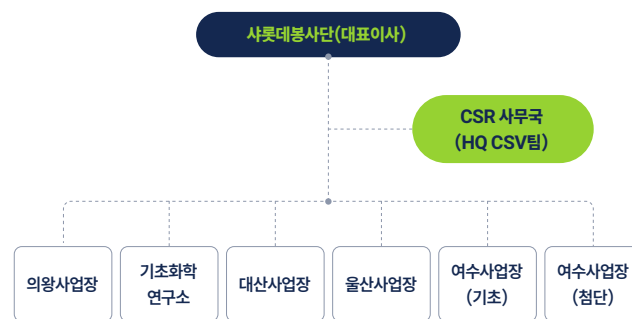 샤롯데봉사단(대표이사)
CSR 사무국
(HQ CSV팀)
의왕사업장
기초화학
연구소
대산사업장
울산사업장
여수사업장
(기초)
여수사업장
(첨단)